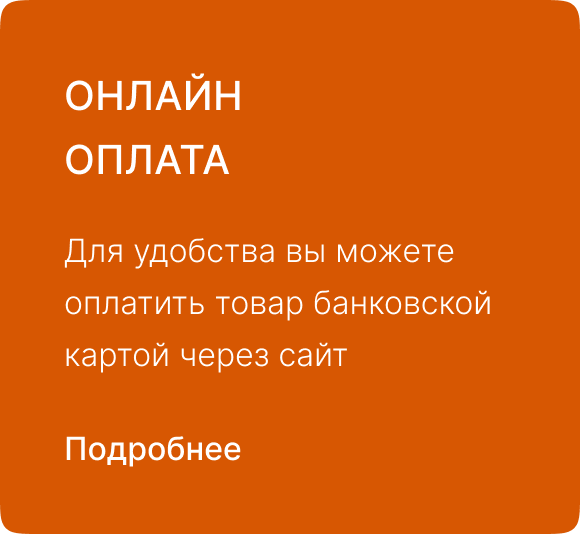 ОНЛАЙН
ОПЛАТА
Для удобства вы можете
оплатить товар банковской
картой через сайт
Подробнее